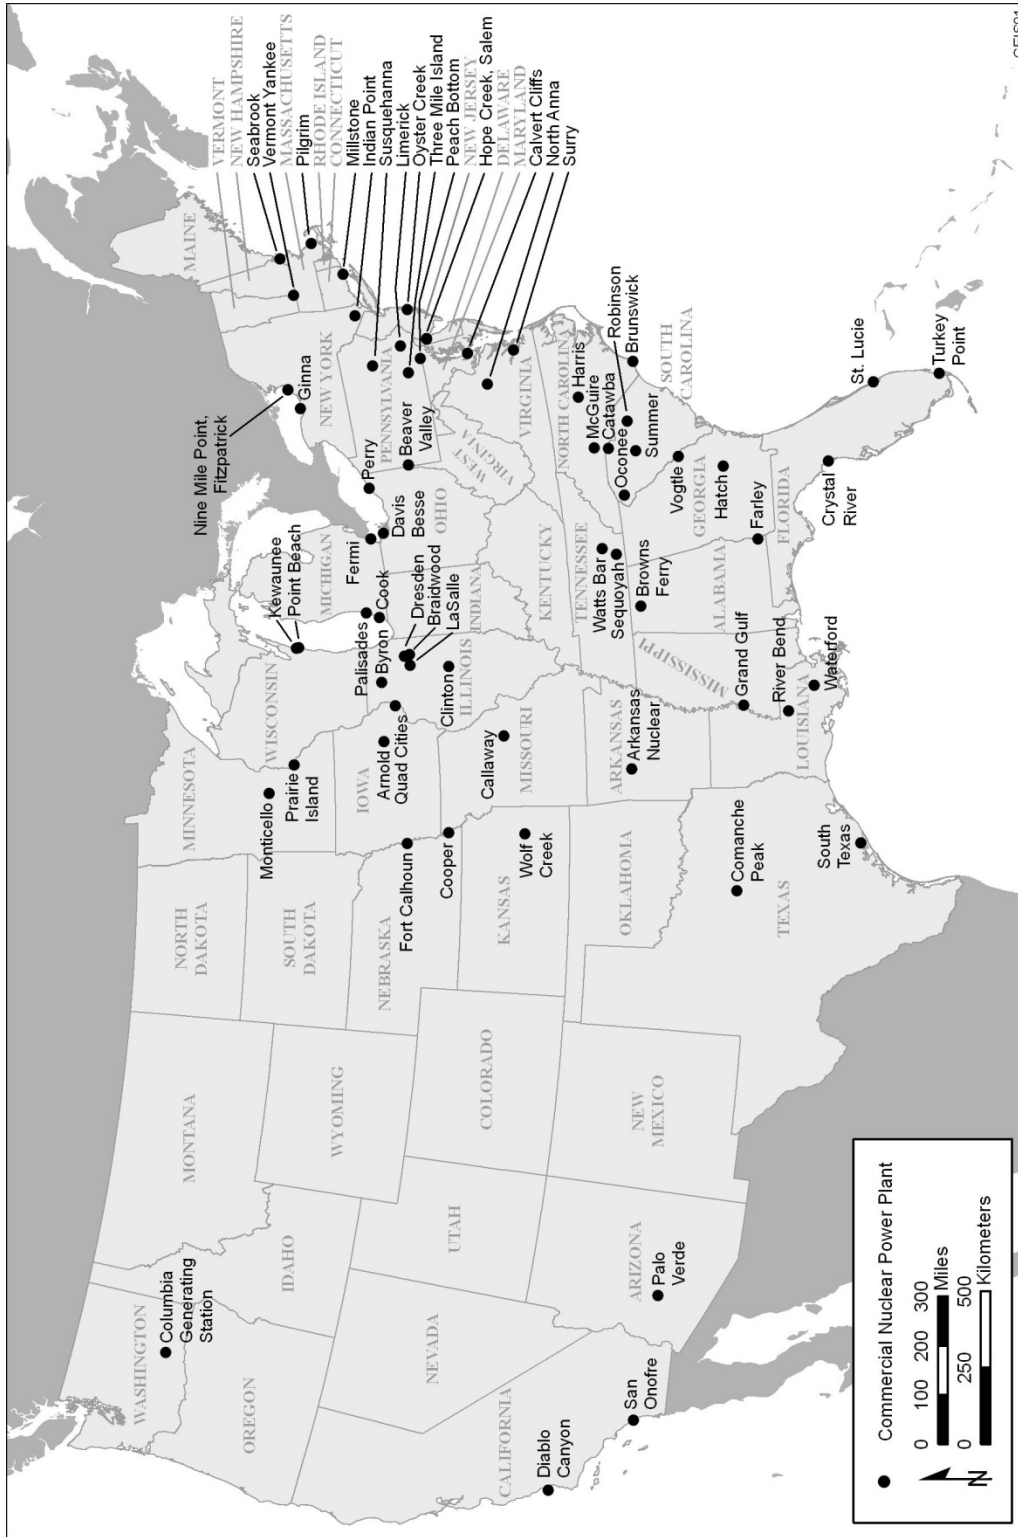 WASHINGTON
Columbia
Generating
Station
OREGON
CALIFORNIA
Diablo
Canyon
San
Onofre
NEVADA
IDAHO
UTAH
ARIZONA
Palo
Verde
MONTANA
WYOMING
COLORADO
NEW
MEXICO
NORTH
DAKOTA
SOUTH
DAKOTA
NEBRASKA
Fort Calhoun
Cooper
KANSAS
Wolf
Creek
OKLAHOMA
TEXAS
Comanche
Peak
South
Texas
MINNESOTA
Monticello
Prairie
Island
IOWA
Arnold
Quad Cities
MISSOURI
Callaway
ARKANSAS
Arkansas
Nuclear
LOUISIANA
River Bend
Waterford
WISCONSIN
Kewaunee
Point Beach
ILLINOIS
Byron
Dresden
Braidwood
LaSalle
Clinton
MICHIGAN
Palisades
Cook
Fermi
INDIANA
OHIO
Davis
Besse
Perry
KENTUCKY
TENNESSEE
Watts Bar
Sequoyah
MISSISSIPPI
Grand Gulf
ALABAMA
Browns
Ferry
Farley
GEORGIA
Hatch
Vogtle
FLORIDA
Crystal
River
St. Lucie
Turkey
Point
SOUTH
CAROLINA
Oconee
Catawba
Summer
Robinson
NORTH CAROLINA
McGuire
Harris
Brunswick
VIRGINIA
WEST
VIRGINIA
PENNSYLVANIA
Beaver
Valley
NEW YORK
Nine Mile Point,
Fitzpatrick
Ginna
MAINE
VERMONT
NEW HAMPSHIRE
Seabrook
Vermont Yankee
MASSACHUSETTS
Pilgrim
RHODE ISLAND
CONNECTICUT
Millstone
Indian Point
Susquehanna
Limerick
Oyster Creek
Three Mile Island
Peach Bottom
NEW JERSEY
Hope Creek, Salem
DELAWARE
MARYLAND
Calvert Cliffs
North Anna
Surry
Commercial Nuclear Power Plant
0 100 200 300
Miles
0 250 500
Kilometers
N